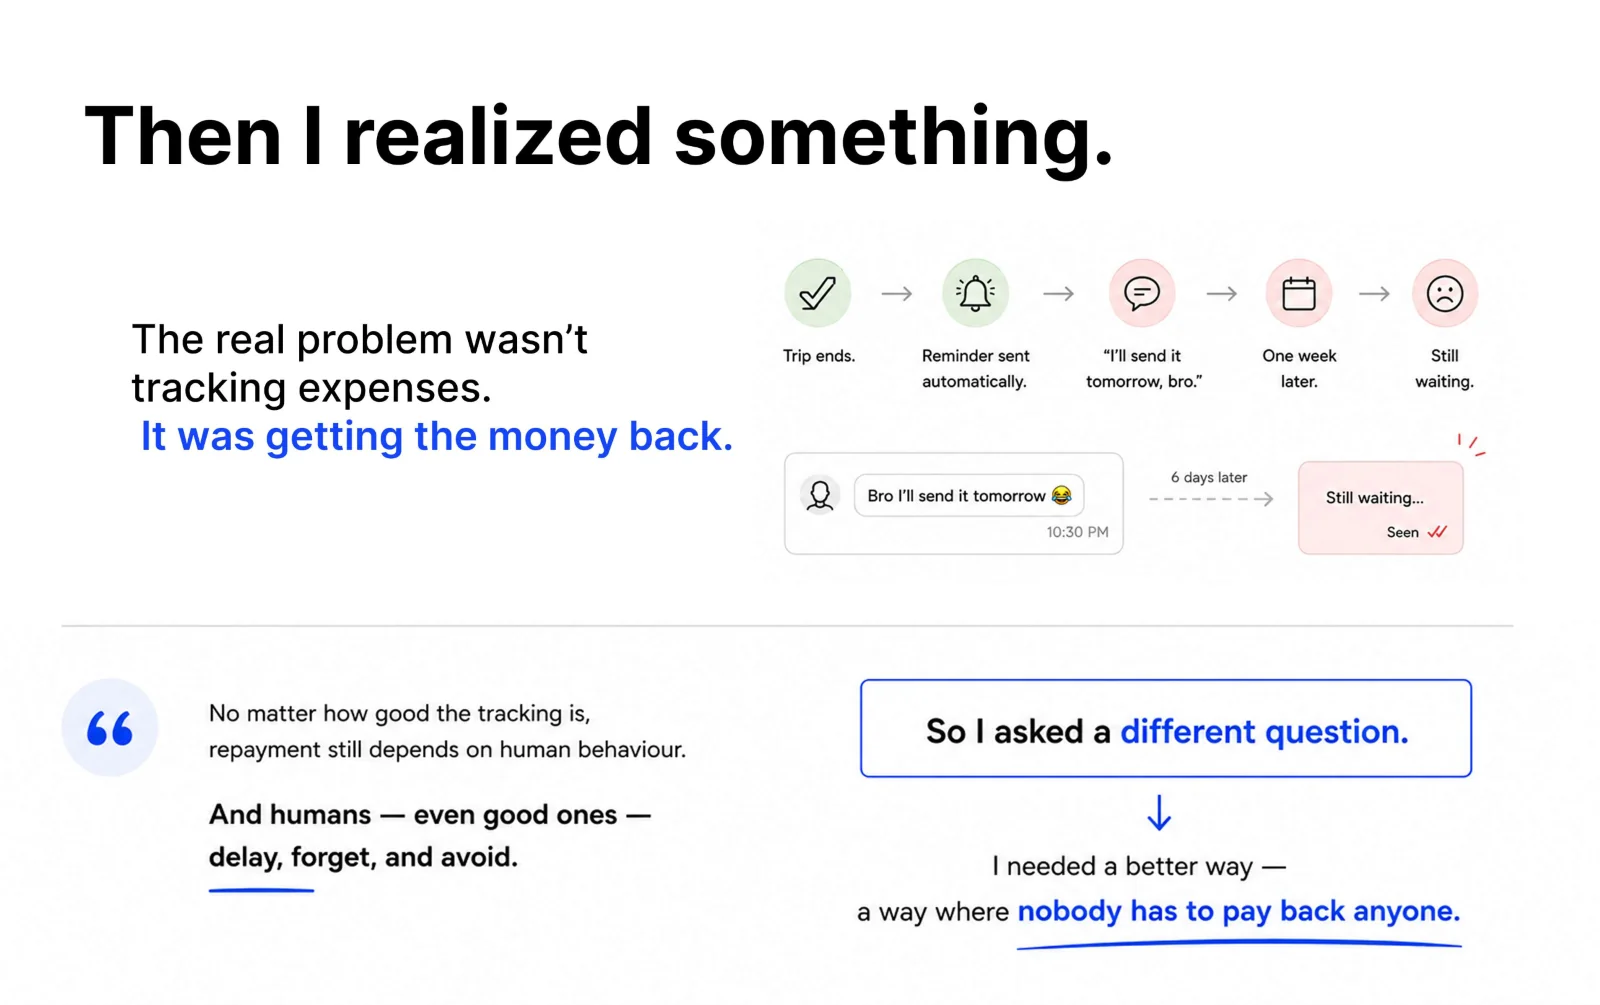 Then I realized something.
The real problem wasn’t
tracking expenses.
It was getting the money back.
Trip ends.
Reminder sent
automatically.
“I’ll send it
tomorrow, bro.”
One week
later.
Still
waiting.
Bro I’ll send it tomorrow 😂
10:30 PM
6 days later
Still waiting...
Seen
“
No matter how good the tracking is,
repayment still depends on human behaviour.
And humans — even good ones —
delay, forget, and avoid.
So I asked a different question.
I needed a better way —
a way where nobody has to pay back anyone.